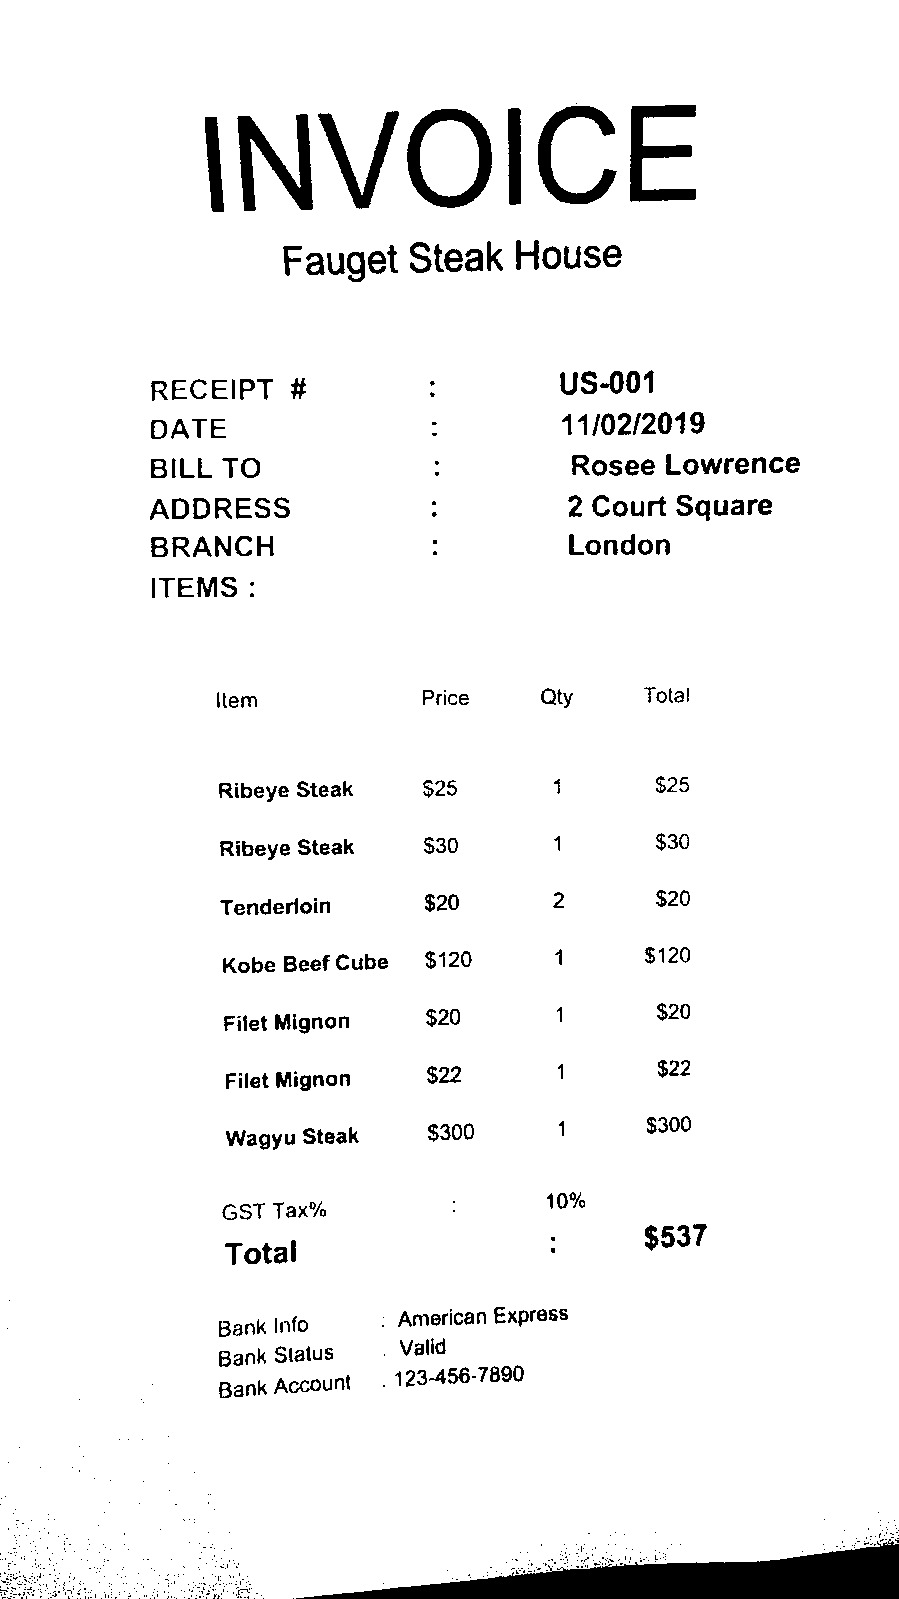 INVOICE
Fauget Steak House
RECEIPT # : US-001
DATE : 11/02/2019
BILL TO : Rosee Lowrence
ADDRESS : 2 Court Square
BRANCH : London
ITEMS :
Item Price Qty Total
Ribeye Steak $25 1 $25
Ribeye Steak $30 1 $30
Tenderloin $20 2 $20
Kobe Beef Cube $120 1 $120
Filet Mignon $20 1 $20
Filet Mignon $22 1 $22
Wagyu Steak $300 1 $300
GST Tax% : 10%
Total : $537
Bank Info : American Express
Bank Status : Valid
Bank Account : 123-456-7890